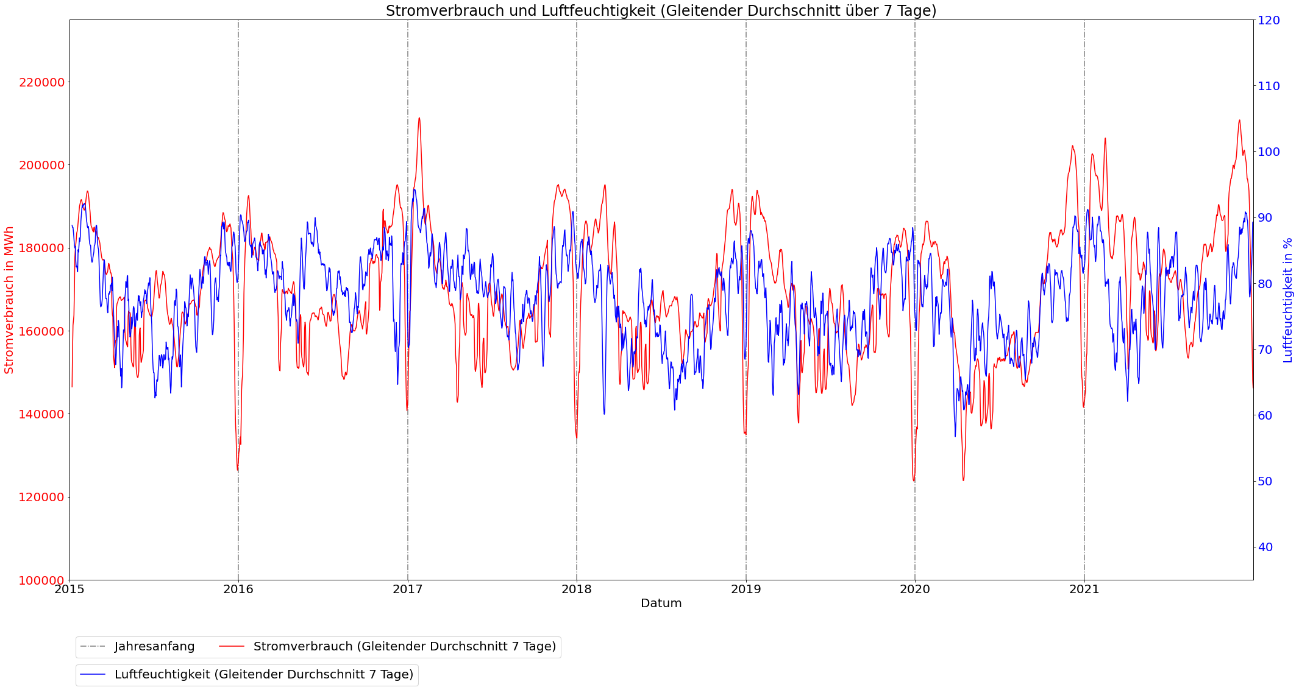 Stromverbrauch und Luftfeuchtigkeit (Gleitender Durchschnitt über 7 Tage)
Stromverbrauch in MWh
220000
200000
180000
160000
140000
120000
100000
120
110
100
90
80
70
60
50
40
Luftfeuchtigkeit in %
2015 2016 2017 2018 2019 2020 2021
Datum
Jahresanfang Stromverbrauch (Gleitender Durchschnitt 7 Tage)
Luftfeuchtigkeit (Gleitender Durchschnitt 7 Tage)